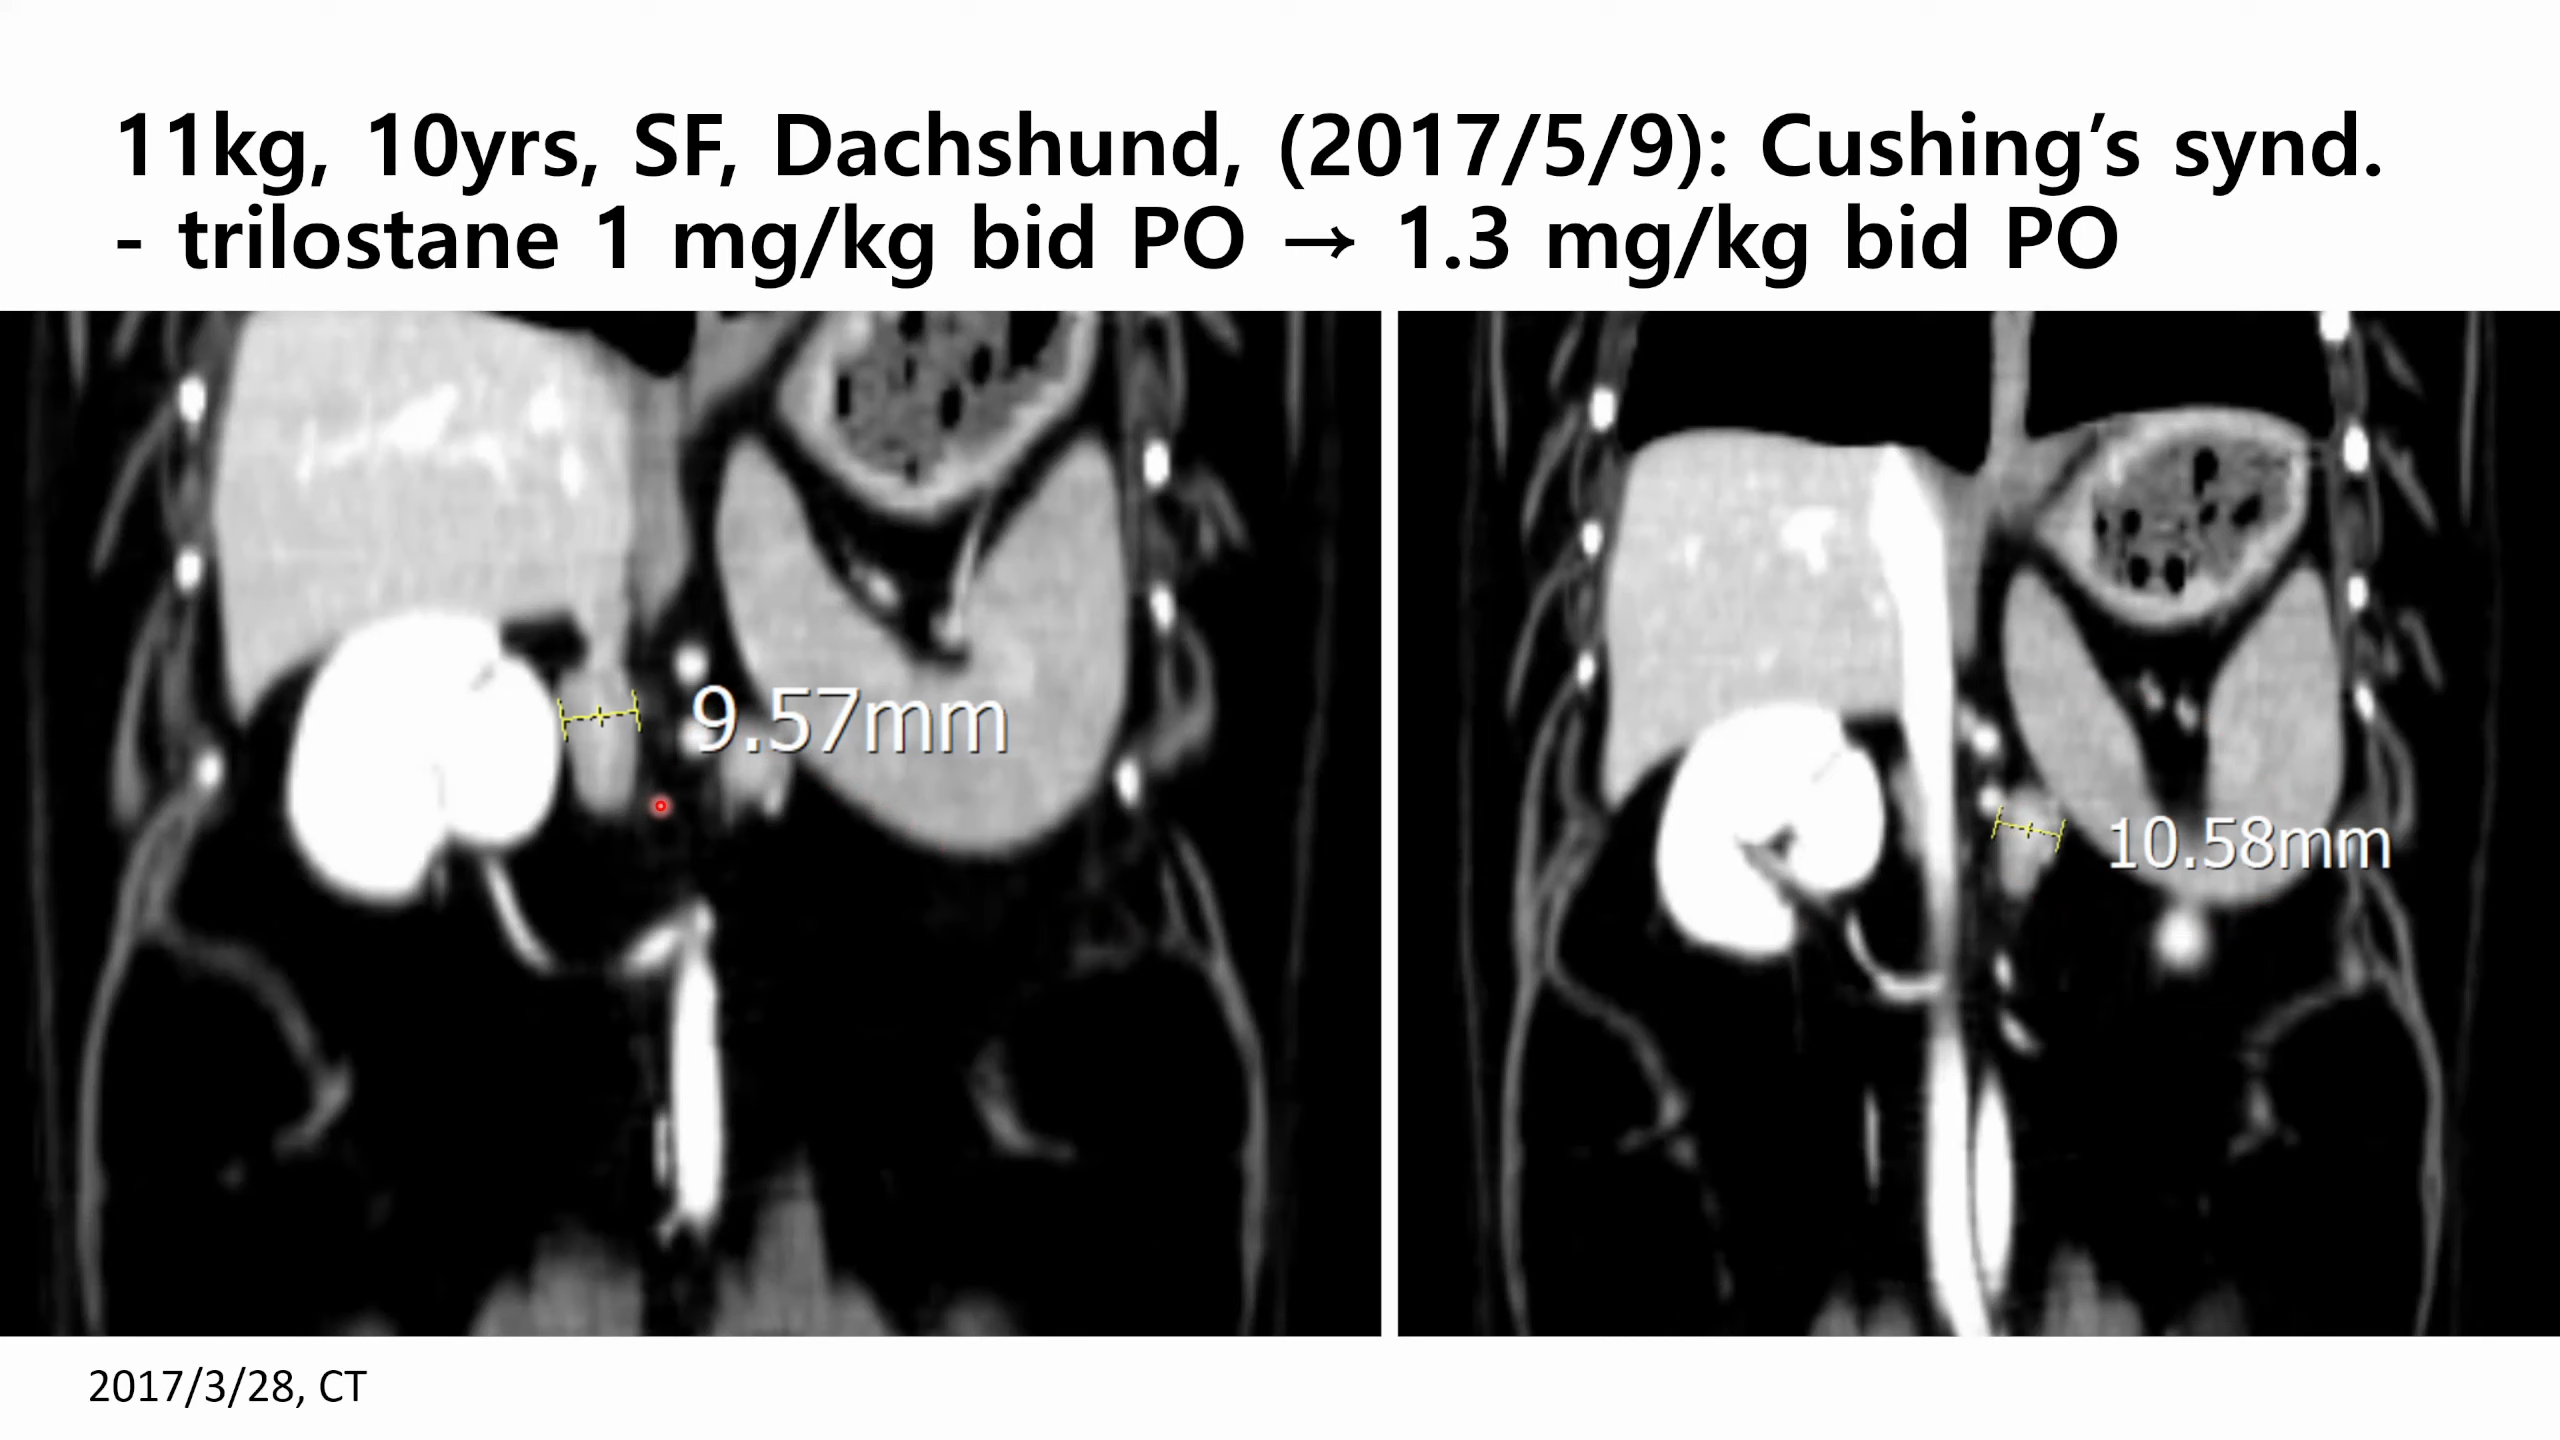 11kg, 10yrs, SF, Dachshund, (2017/5/9): Cushing’s synd.
- trilostane 1 mg/kg bid PO → 1.3 mg/kg bid PO
9.57mm
10.58mm
2017/3/28, CT